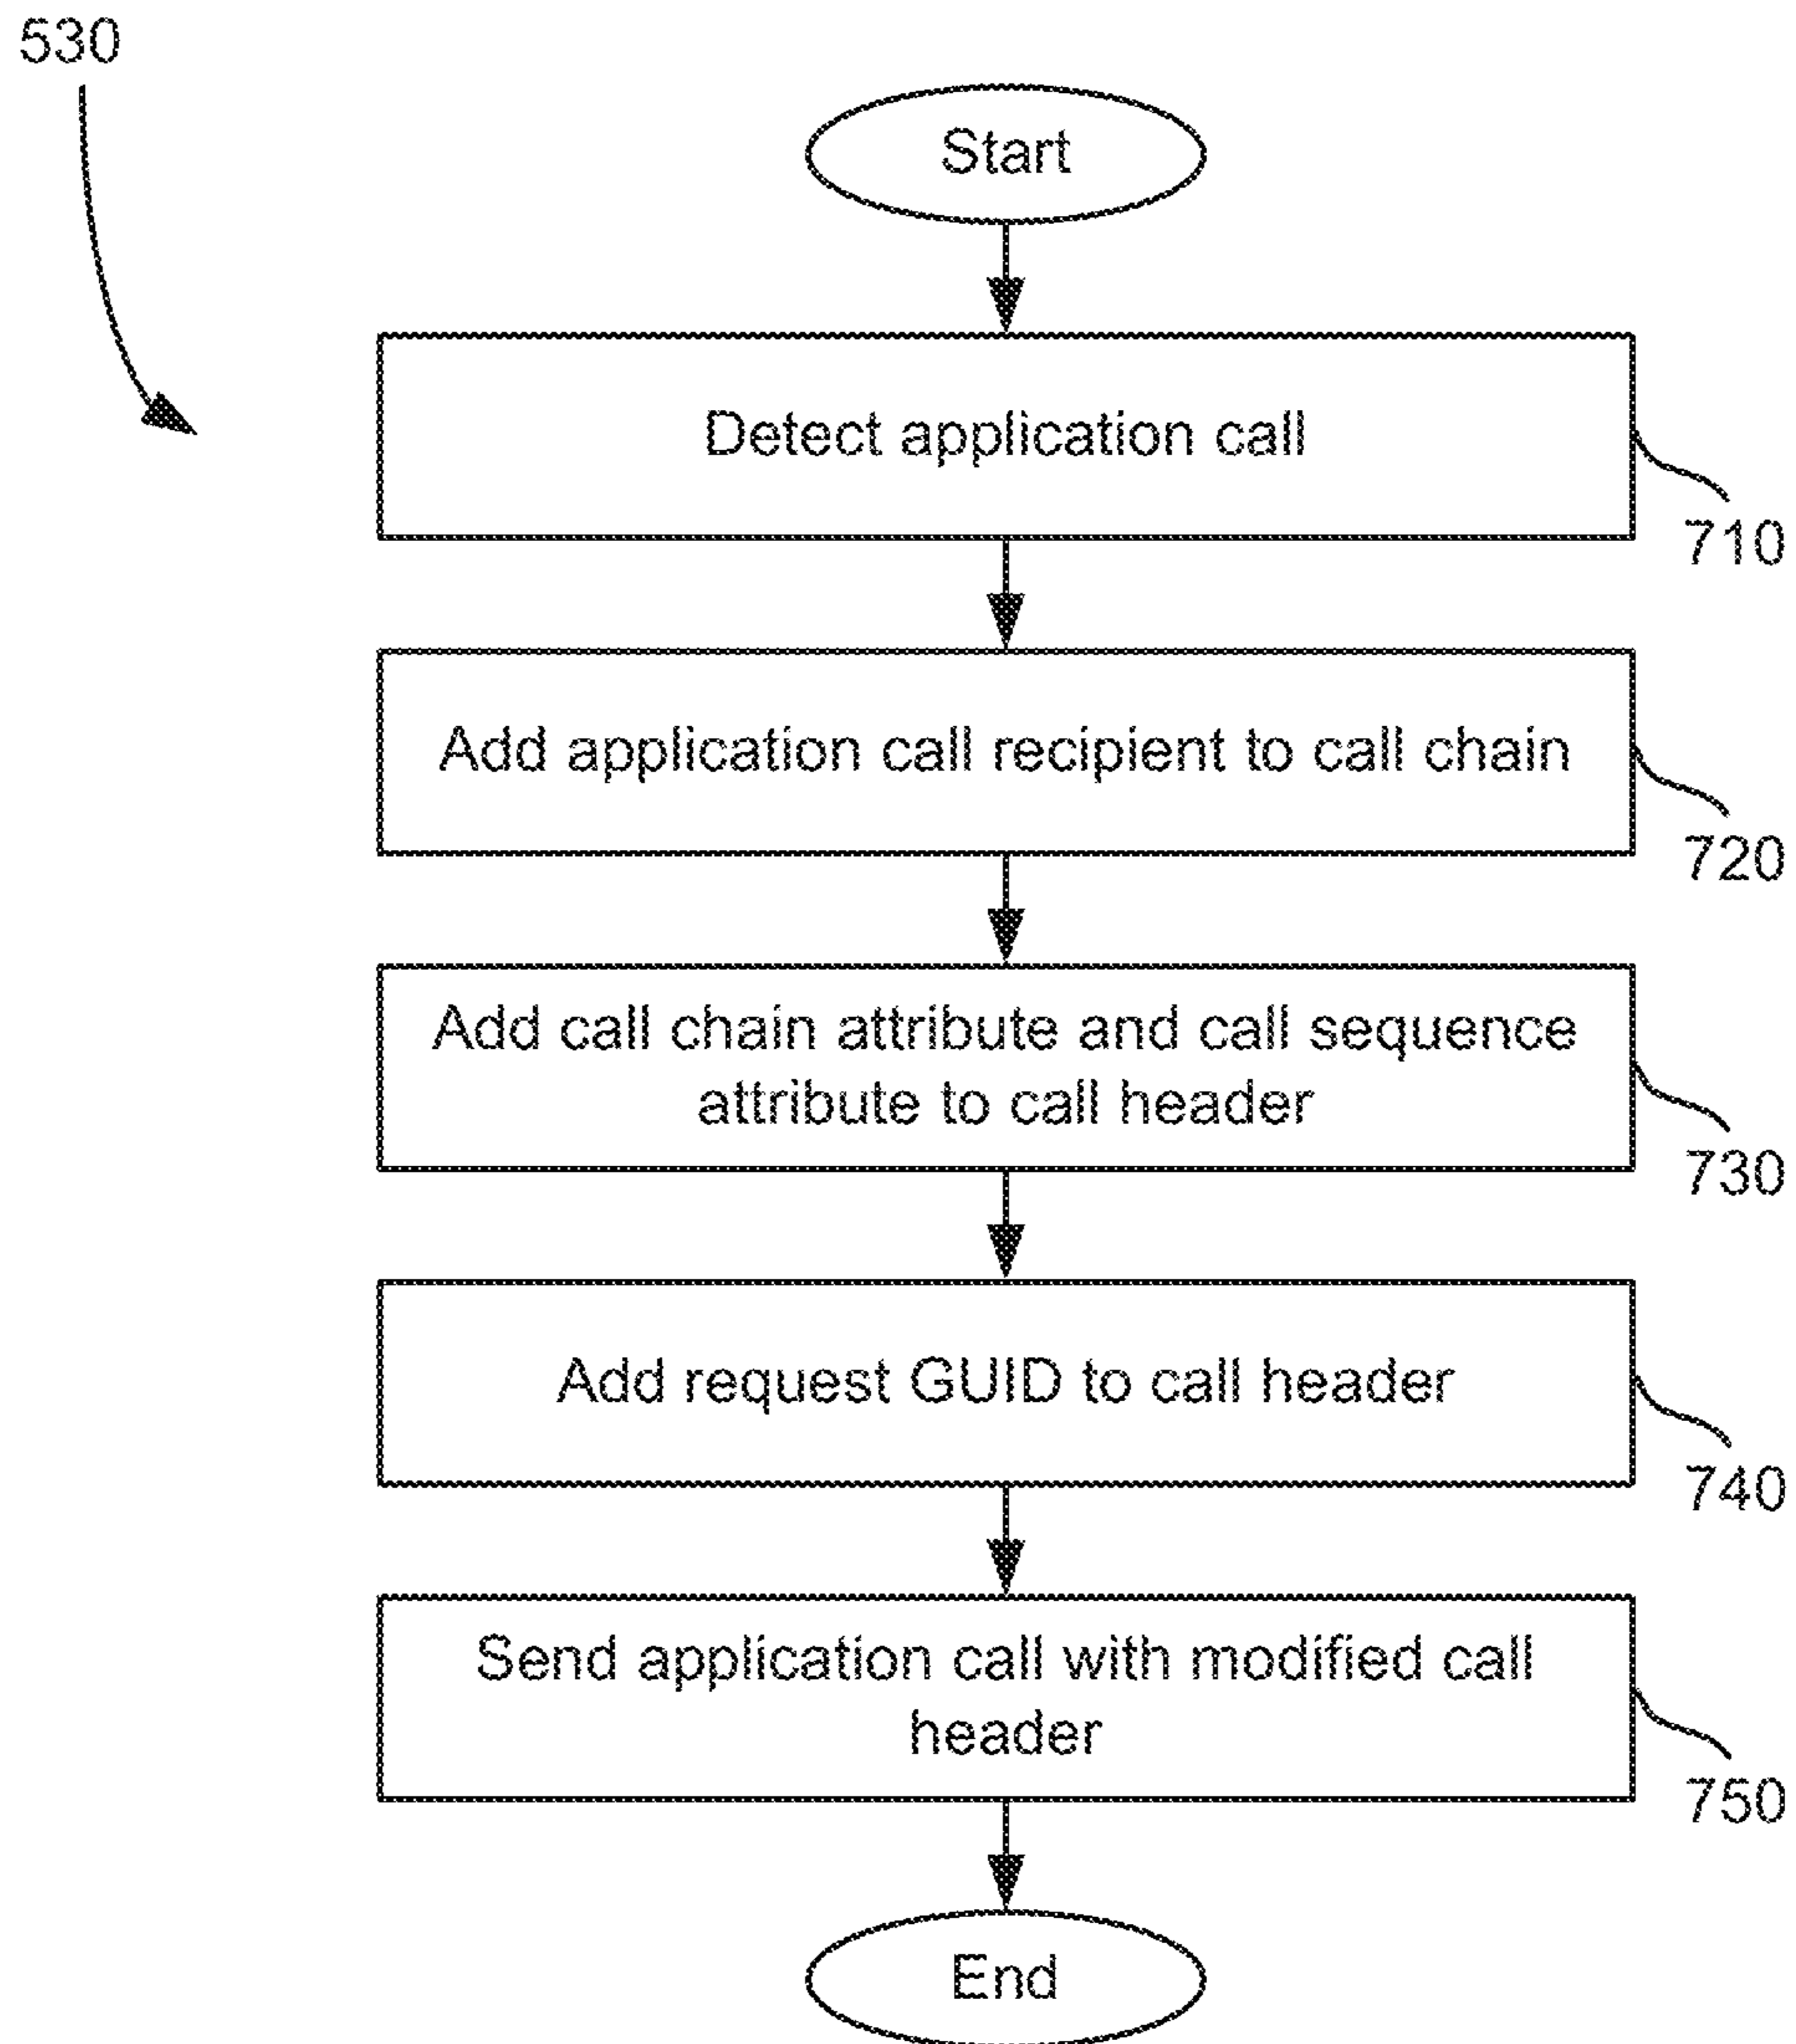 530
Start
Detect application call
710
Add application call recipient to call chain
720
Add call chain attribute and call sequence
attribute to call header
730
Add request GUID to call header
740
Send application call with modified call
header
750
End